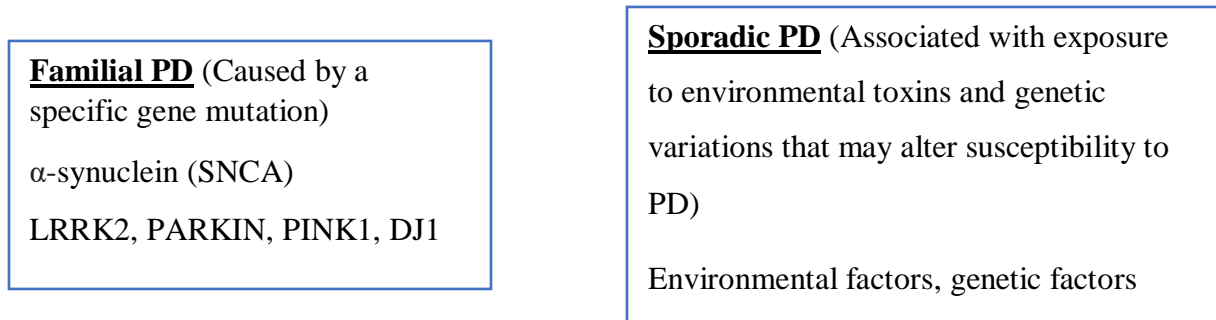 Familial PD (Caused by a
specific gene mutation)
α-synuclein (SNCA)
LRRK2, PARKIN, PINK1, DJ1
Sporadic PD (Associated with exposure
to environmental toxins and genetic
variations that may alter susceptibility to
PD)
Environmental factors, genetic factors